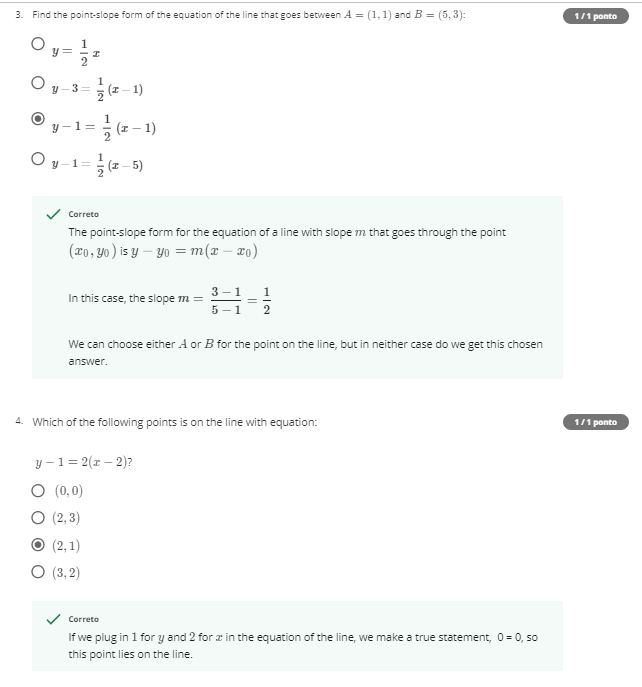 3. Find the point-slope form of the equation of the line that goes between A = (1, 1) and B = (5, 3):
1 / 1 ponto
y = 1/2 x
y − 3 = 1/2 (x − 1)
y − 1 = 1/2 (x − 1)
y − 1 = 1/2 (x − 5)
Correto
The point-slope form for the equation of a line with slope m that goes through the point
(x₀, y₀) is y − y₀ = m(x − x₀)
In this case, the slope m = (3 − 1)/(5 − 1) = 1/2
We can choose either A or B for the point on the line, but in neither case do we get this chosen
answer.
4. Which of the following points is on the line with equation:
1 / 1 ponto
y − 1 = 2(x − 2)?
(0, 0)
(2, 3)
(2, 1)
(3, 2)
Correto
If we plug in 1 for y and 2 for x in the equation of the line, we make a true statement, 0 = 0, so
this point lies on the line.